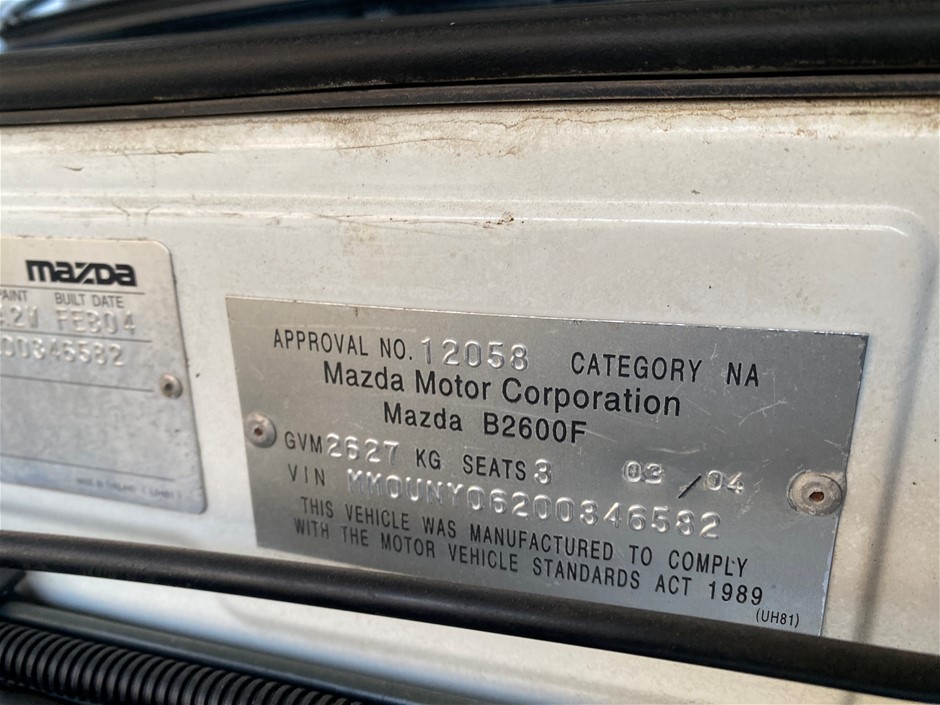 mazda
PAINT BUILT DATE
A2W FEB04
00346582
APPROVAL NO. 12058 CATEGORY NA
Mazda Motor Corporation
Mazda B2600F
GVM 2627 KG SEATS 3 03 / 04
VIN MM0UNY06200346582
THIS VEHICLE WAS MANUFACTURED TO COMPLY
WITH THE MOTOR VEHICLE STANDARDS ACT 1989
(UH81)